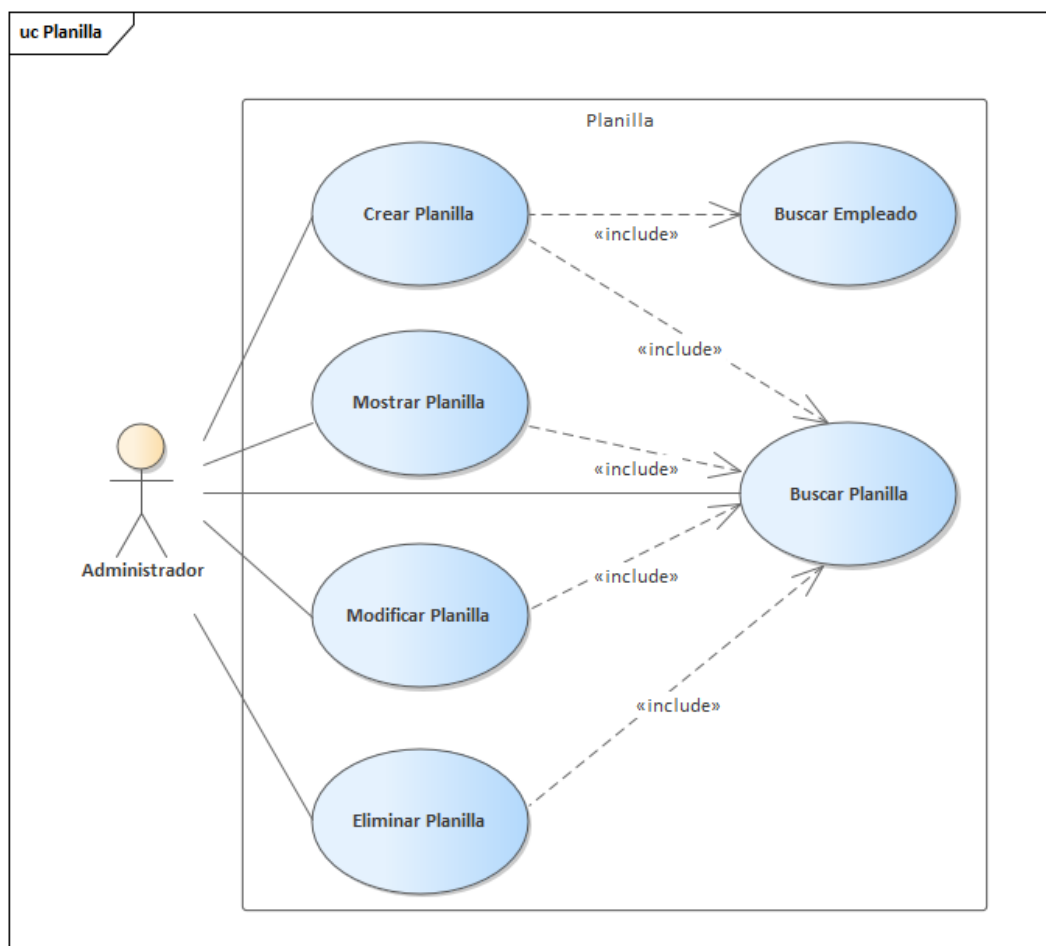 uc Planilla
Planilla
Crear Planilla
Buscar Empleado
«include»
«include»
Mostrar Planilla
«include»
Buscar Planilla
Administrador
«include»
Modificar Planilla
«include»
Eliminar Planilla